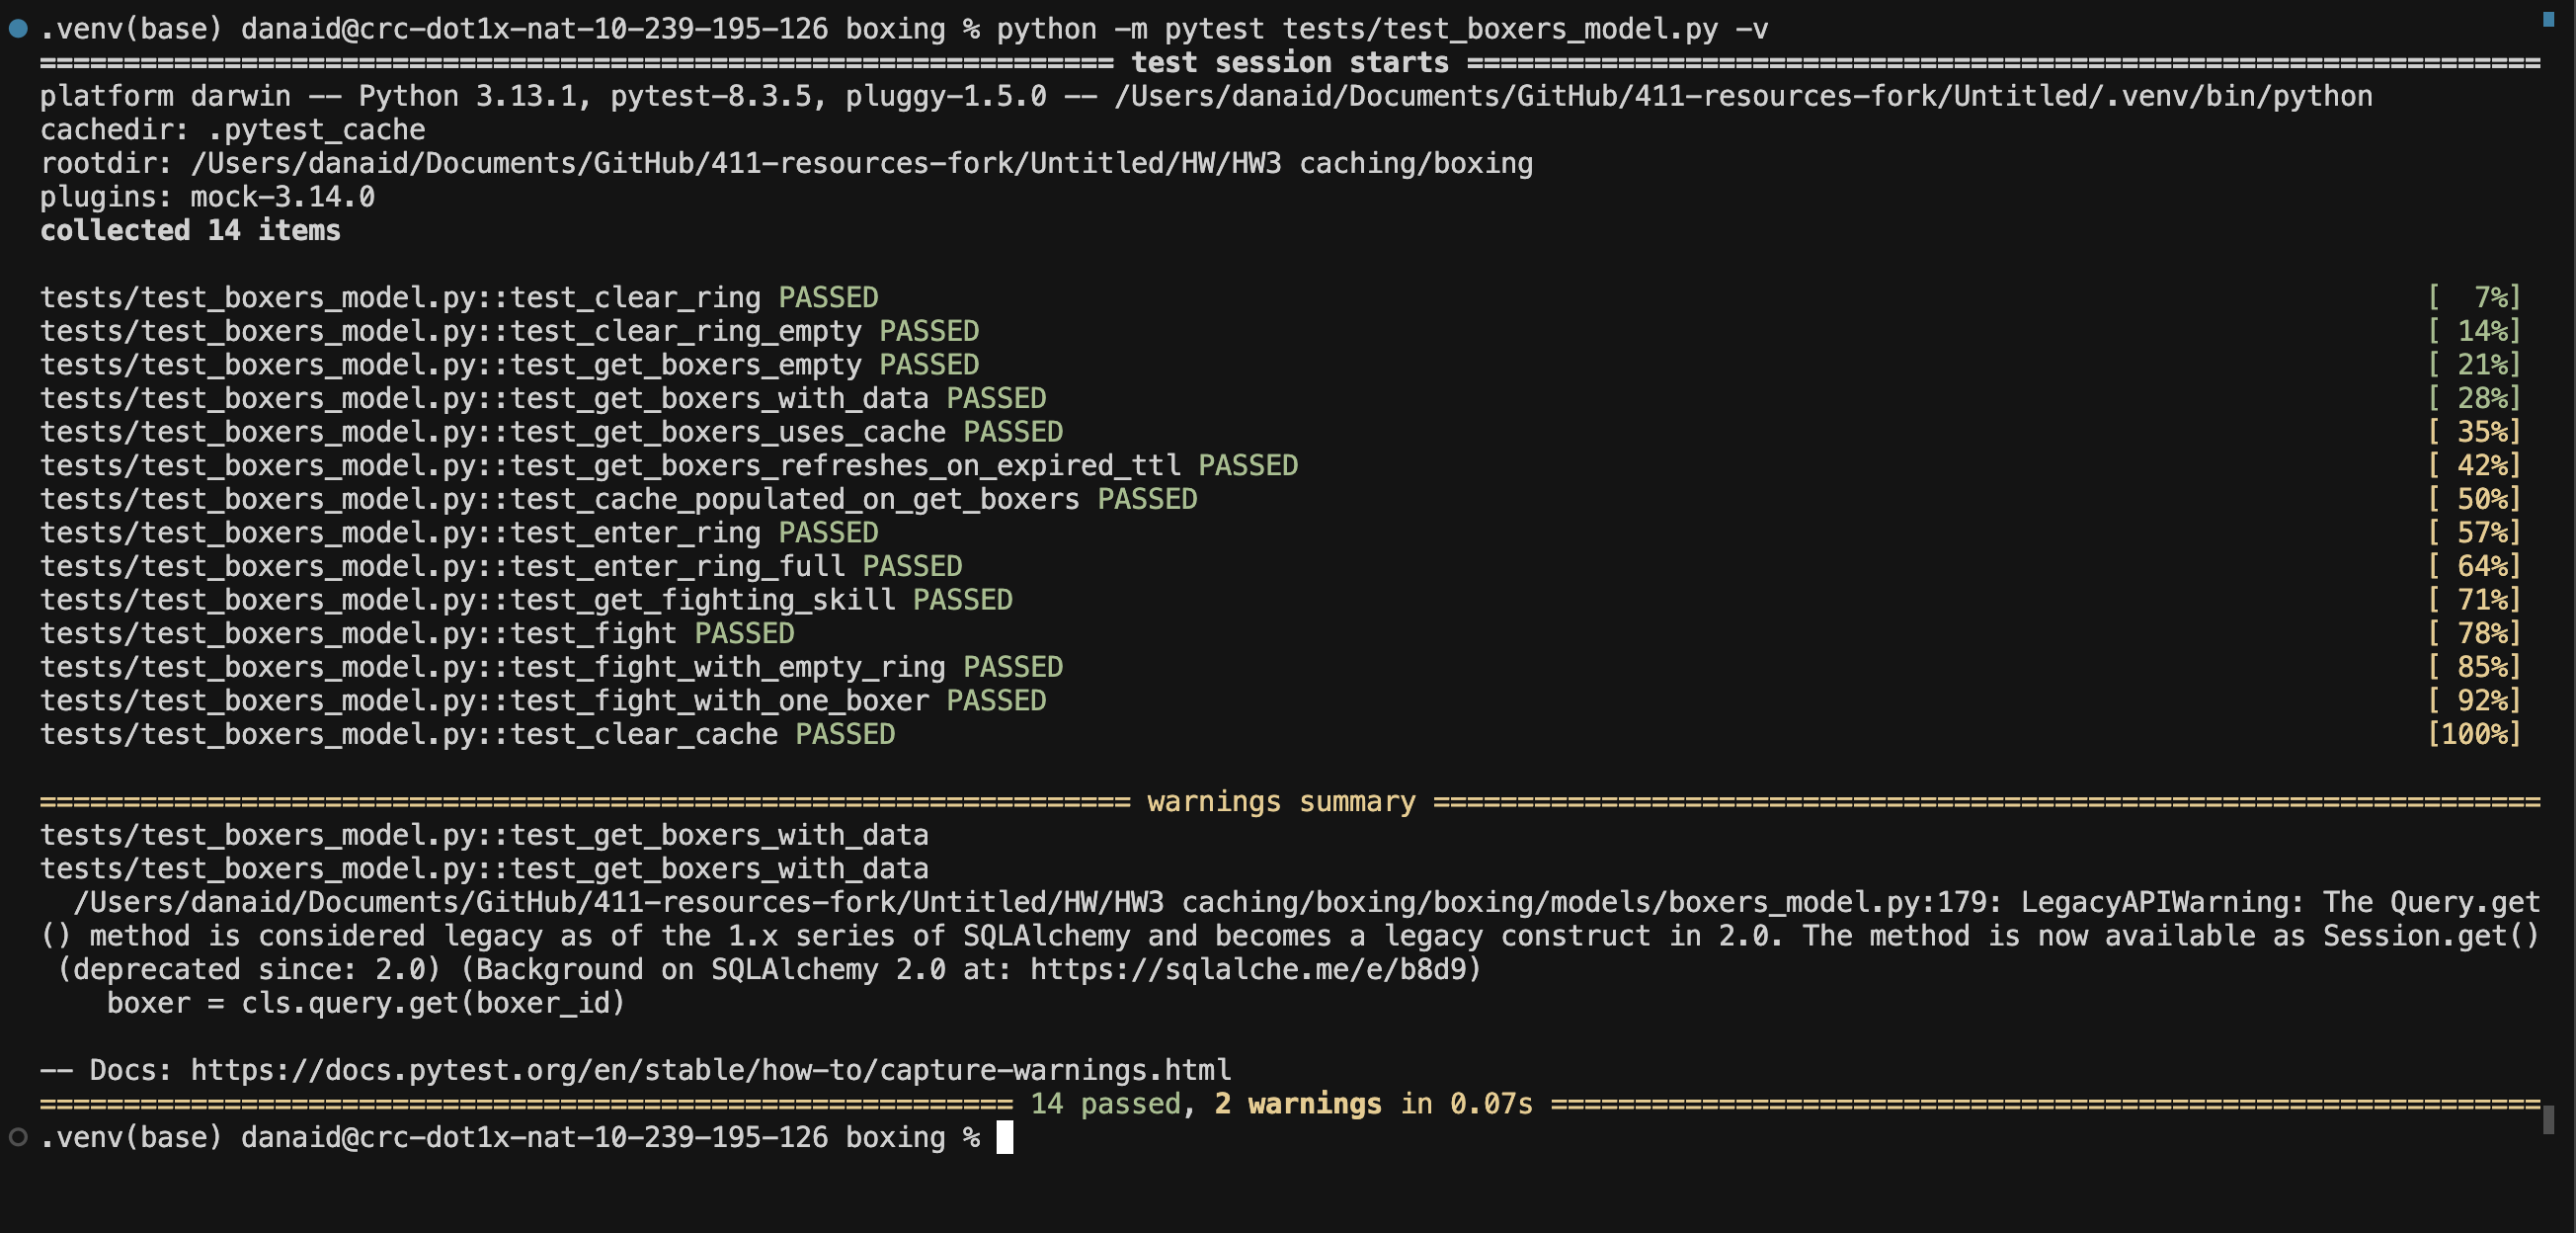 .venv(base) danaid@crc-dot1x-nat-10-239-195-126 boxing % python -m pytest tests/test_boxers_model.py -v
================================================================ test session starts ================================================================
platform darwin -- Python 3.13.1, pytest-8.3.5, pluggy-1.5.0 -- /Users/danaid/Documents/GitHub/411-resources-fork/Untitled/.venv/bin/python
cachedir: .pytest_cache
rootdir: /Users/danaid/Documents/GitHub/411-resources-fork/Untitled/HW/HW3 caching/boxing
plugins: mock-3.14.0
collected 14 items
tests/test_boxers_model.py::test_clear_ring PASSED [  7%]
tests/test_boxers_model.py::test_clear_ring_empty PASSED [ 14%]
tests/test_boxers_model.py::test_get_boxers_empty PASSED [ 21%]
tests/test_boxers_model.py::test_get_boxers_with_data PASSED [ 28%]
tests/test_boxers_model.py::test_get_boxers_uses_cache PASSED [ 35%]
tests/test_boxers_model.py::test_get_boxers_refreshes_on_expired_ttl PASSED [ 42%]
tests/test_boxers_model.py::test_cache_populated_on_get_boxers PASSED [ 50%]
tests/test_boxers_model.py::test_enter_ring PASSED [ 57%]
tests/test_boxers_model.py::test_enter_ring_full PASSED [ 64%]
tests/test_boxers_model.py::test_get_fighting_skill PASSED [ 71%]
tests/test_boxers_model.py::test_fight PASSED [ 78%]
tests/test_boxers_model.py::test_fight_with_empty_ring PASSED [ 85%]
tests/test_boxers_model.py::test_fight_with_one_boxer PASSED [ 92%]
tests/test_boxers_model.py::test_clear_cache PASSED [100%]
================================================================= warnings summary ==================================================================
tests/test_boxers_model.py::test_get_boxers_with_data
tests/test_boxers_model.py::test_get_boxers_with_data
  /Users/danaid/Documents/GitHub/411-resources-fork/Untitled/HW/HW3 caching/boxing/boxing/models/boxers_model.py:179: LegacyAPIWarning: The Query.get
() method is considered legacy as of the 1.x series of SQLAlchemy and becomes a legacy construct in 2.0. The method is now available as Session.get()
 (deprecated since: 2.0) (Background on SQLAlchemy 2.0 at: https://sqlalche.me/e/b8d9)
    boxer = cls.query.get(boxer_id)
-- Docs: https://docs.pytest.org/en/stable/how-to/capture-warnings.html
========================================================== 14 passed, 2 warnings in 0.07s ===========================================================
.venv(base) danaid@crc-dot1x-nat-10-239-195-126 boxing %